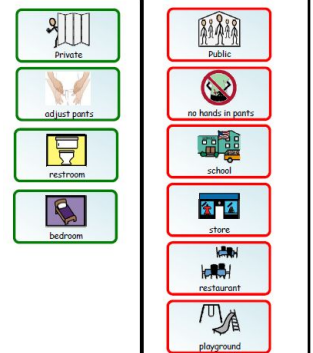 Private
adjust pants
restroom
bedroom
Public
no hands in pants
school
store
restaurant
playground